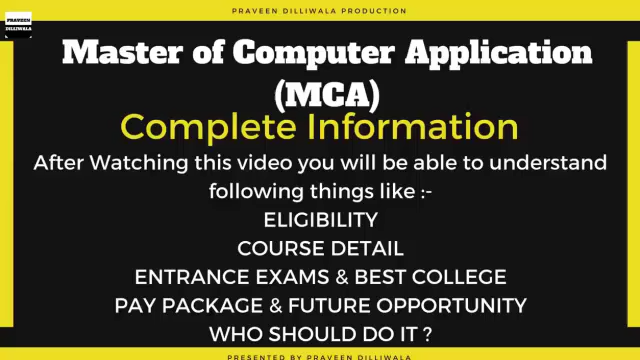 PRAVEEN DILLIWALA PRODUCTION
PRAVEEN
DILLIWALA
Master of Computer Application
(MCA)
Complete Information
After Watching this video you will be able to understand
following things like :-
ELIGIBILITY
COURSE DETAIL
ENTRANCE EXAMS & BEST COLLEGE
PAY PACKAGE & FUTURE OPPORTUNITY
WHO SHOULD DO IT ?
PRESENTED BY PRAVEEN DILLIWALA